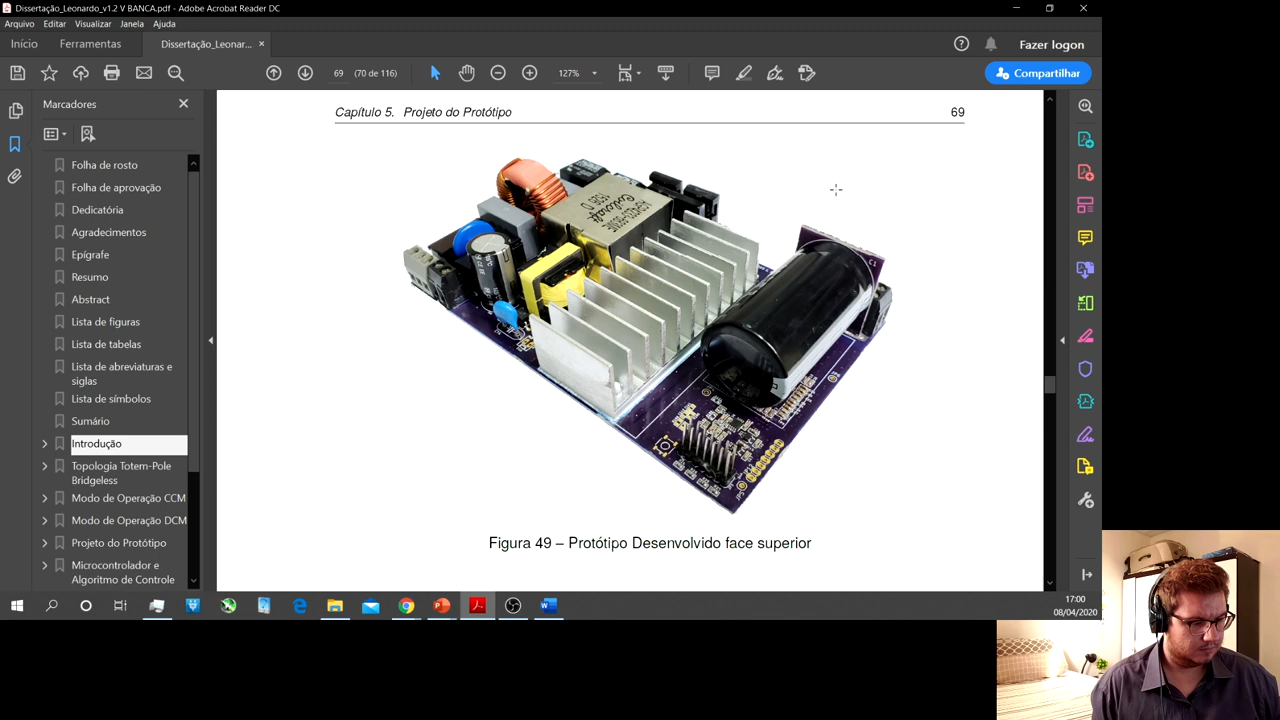 Dissertação_Leonardo_v1.2 V BANCA.pdf - Adobe Acrobat Reader DC
Arquivo Editar Visualizar Janela Ajuda
Início Ferramentas Dissertação_Leonar... × Fazer logon
69 (70 de 116) 127% Compartilhar
Marcadores
Folha de rosto
Folha de aprovação
Dedicatória
Agradecimentos
Epígrafe
Resumo
Abstract
Lista de figuras
Lista de tabelas
Lista de abreviaturas e
siglas
Lista de símbolos
Sumário
Introdução
Topologia Totem-Pole
Bridgeless
Modo de Operação CCM
Modo de Operação DCM
Projeto do Protótipo
Microcontrolador e
Algoritmo de Controle
Capítulo 5. Projeto do Protótipo 69
Coilcraft
C1
Figura 49 – Protótipo Desenvolvido face superior
17:00
08/04/2020